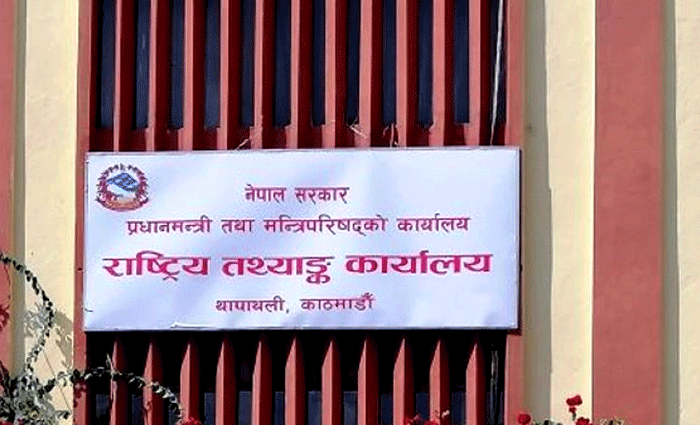 नेपाल सरकार
प्रधानमन्त्री तथा मन्त्रिपरिषद्को कार्यालय
राष्ट्रिय तथ्याङ्क कार्यालय
थापाथली, काठमाडौं